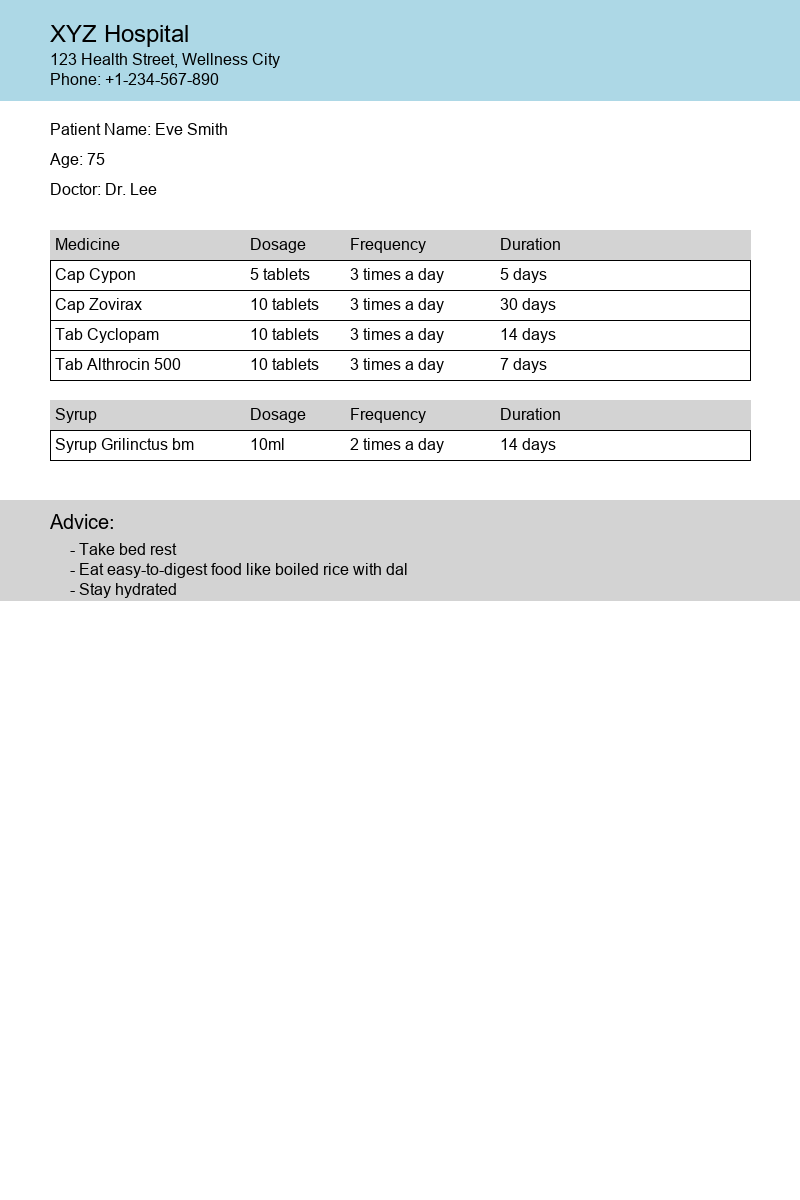 XYZ Hospital
123 Health Street, Wellness City
Phone: +1-234-567-890
Patient Name: Eve Smith
Age: 75
Doctor: Dr. Lee
Medicine Dosage Frequency Duration
Cap Cypon 5 tablets 3 times a day 5 days
Cap Zovirax 10 tablets 3 times a day 30 days
Tab Cyclopam 10 tablets 3 times a day 14 days
Tab Althrocin 500 10 tablets 3 times a day 7 days
Syrup Dosage Frequency Duration
Syrup Grilinctus bm 10ml 2 times a day 14 days
Advice:
- Take bed rest
- Eat easy-to-digest food like boiled rice with dal
- Stay hydrated